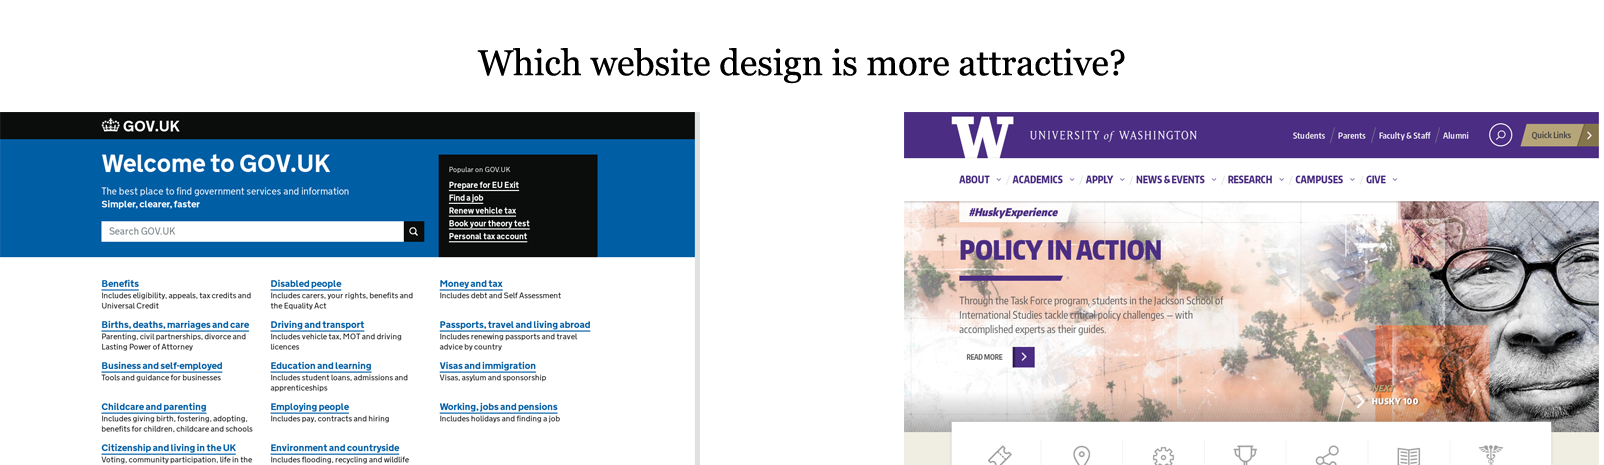 Which website design is more attractive?
GOV.UK
Welcome to GOV.UK
The best place to find government services and information
Simpler, clearer, faster
Search GOV.UK
Popular on GOV.UK
Prepare for EU Exit
Find a job
Renew vehicle tax
Book your theory test
Personal tax account
Benefits
Includes eligibility, appeals, tax credits and
Universal Credit
Births, deaths, marriages and care
Parenting, civil partnerships, divorce and
Lasting Power of Attorney
Business and self-employed
Tools and guidance for businesses
Childcare and parenting
Includes giving birth, fostering, adopting,
benefits for children, childcare and schools
Citizenship and living in the UK
Voting, community participation, life in the
Disabled people
Includes carers, your rights, benefits and
the Equality Act
Driving and transport
Includes vehicle tax, MOT and driving
licences
Education and learning
Includes student loans, admissions and
apprenticeships
Employing people
Includes pay, contracts and hiring
Environment and countryside
Includes flooding, recycling and wildlife
Money and tax
Includes debt and Self Assessment
Passports, travel and living abroad
Includes renewing passports and travel
advice by country
Visas and immigration
Visas, asylum and sponsorship
Working, jobs and pensions
Includes holidays and finding a job
W UNIVERSITY of WASHINGTON
Students / Parents / Faculty & Staff / Alumni
Quick Links
ABOUT / ACADEMICS / APPLY / NEWS & EVENTS / RESEARCH / CAMPUSES / GIVE
#HuskyExperience
POLICY IN ACTION
Through the Task Force program, students in the Jackson School of
International Studies tackle critical policy challenges – with
accomplished experts as their guides.
READ MORE
NEXT
HUSKY 100